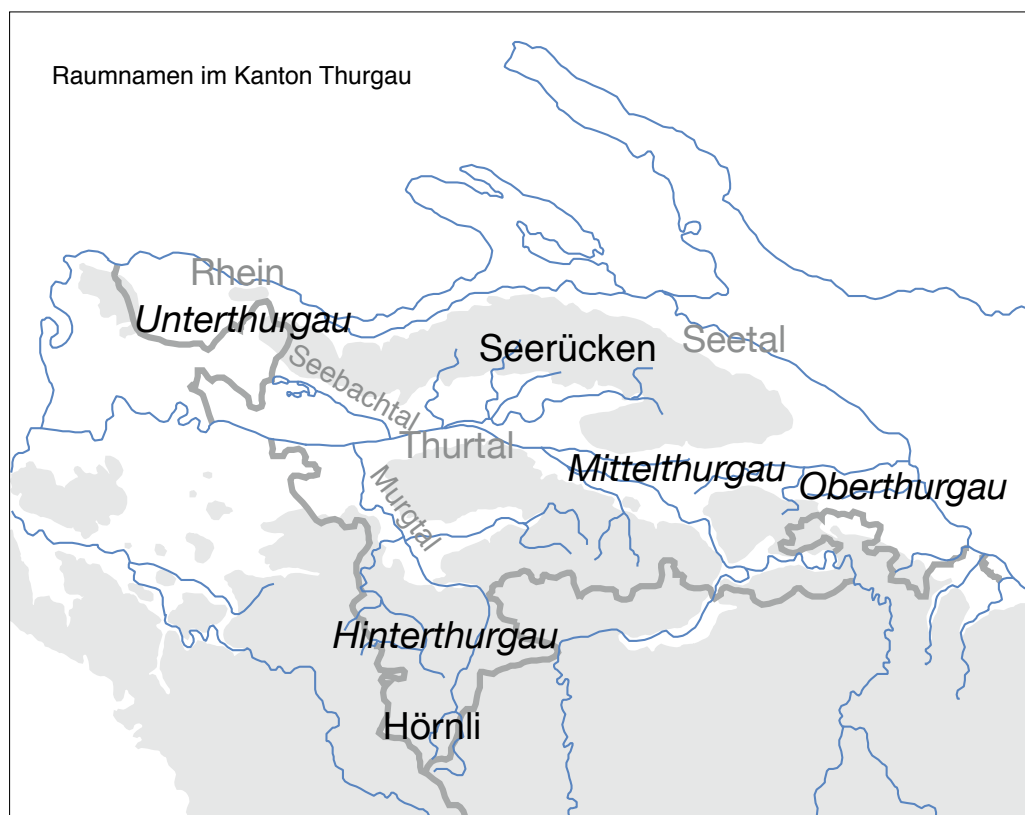 Raumnamen im Kanton Thurgau
Rhein
Unterthurgau
Seerücken
Seetal
Seebachtal
Thurtal
Mittelthurgau
Oberthurgau
Murgtal
Hinterthurgau
Hörnli